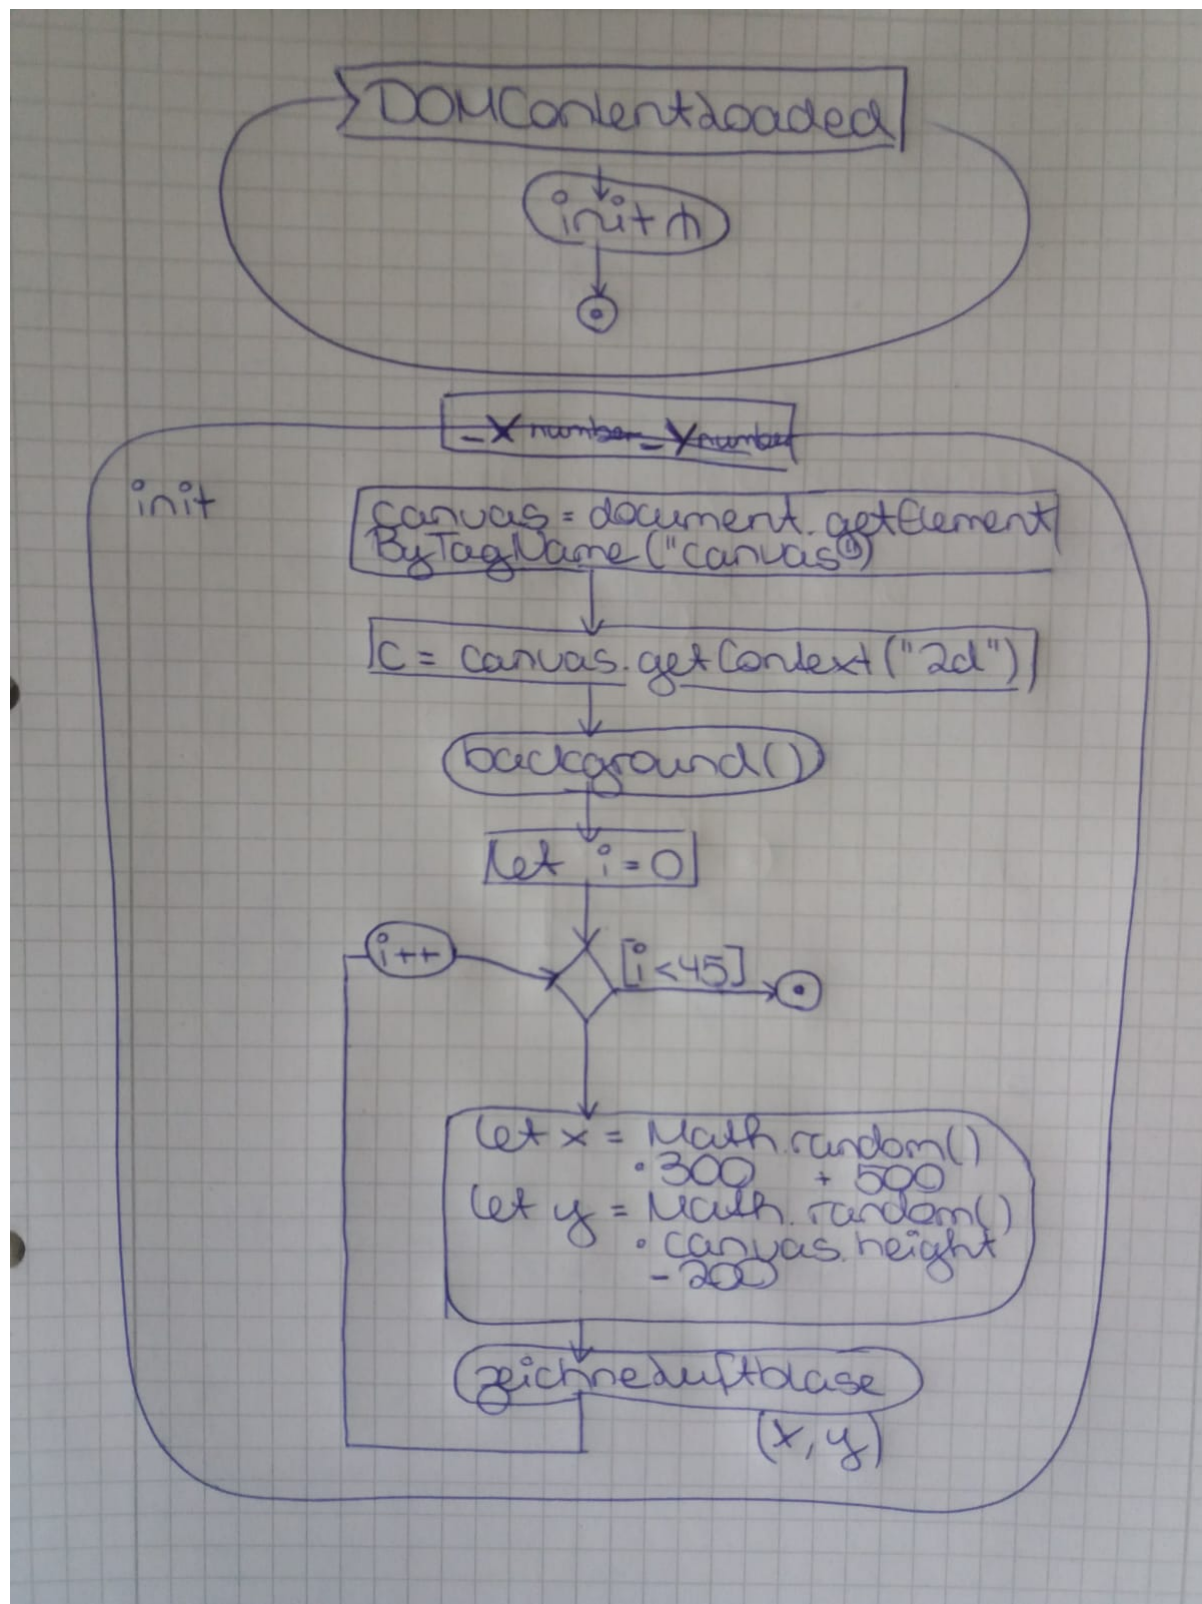 DOMContentLoaded
init
_x number _y number
init
canvas = document.getElement
ByTagName("canvas")
c = canvas.getContext("2d")
background()
let i=0
i++
[i<45]
let x = Math.random()
·300 + 500
let y = Math.random()
· canvas.height
- 200
zeichneLuftblase
(x, y)